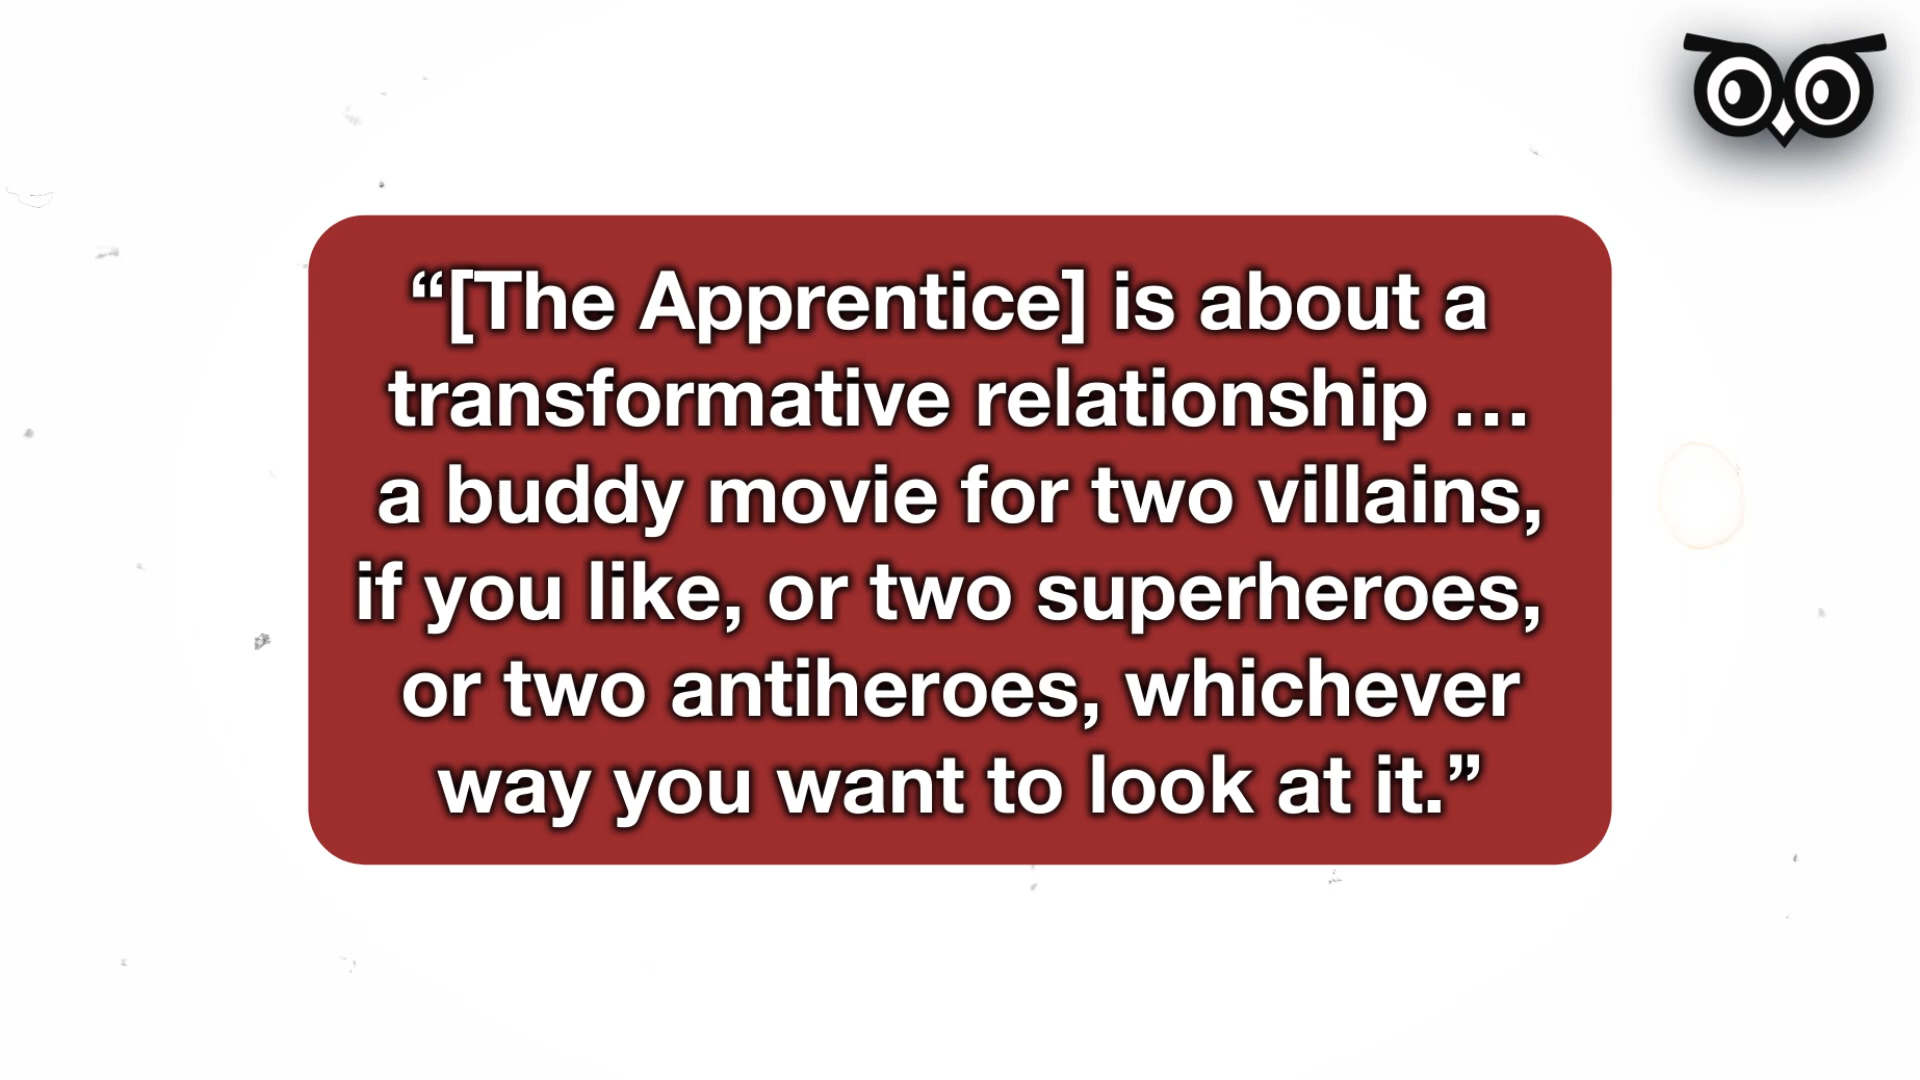 “[The Apprentice] is about a
transformative relationship …
a buddy movie for two villains,
if you like, or two superheroes,
or two antiheroes, whichever
way you want to look at it.”